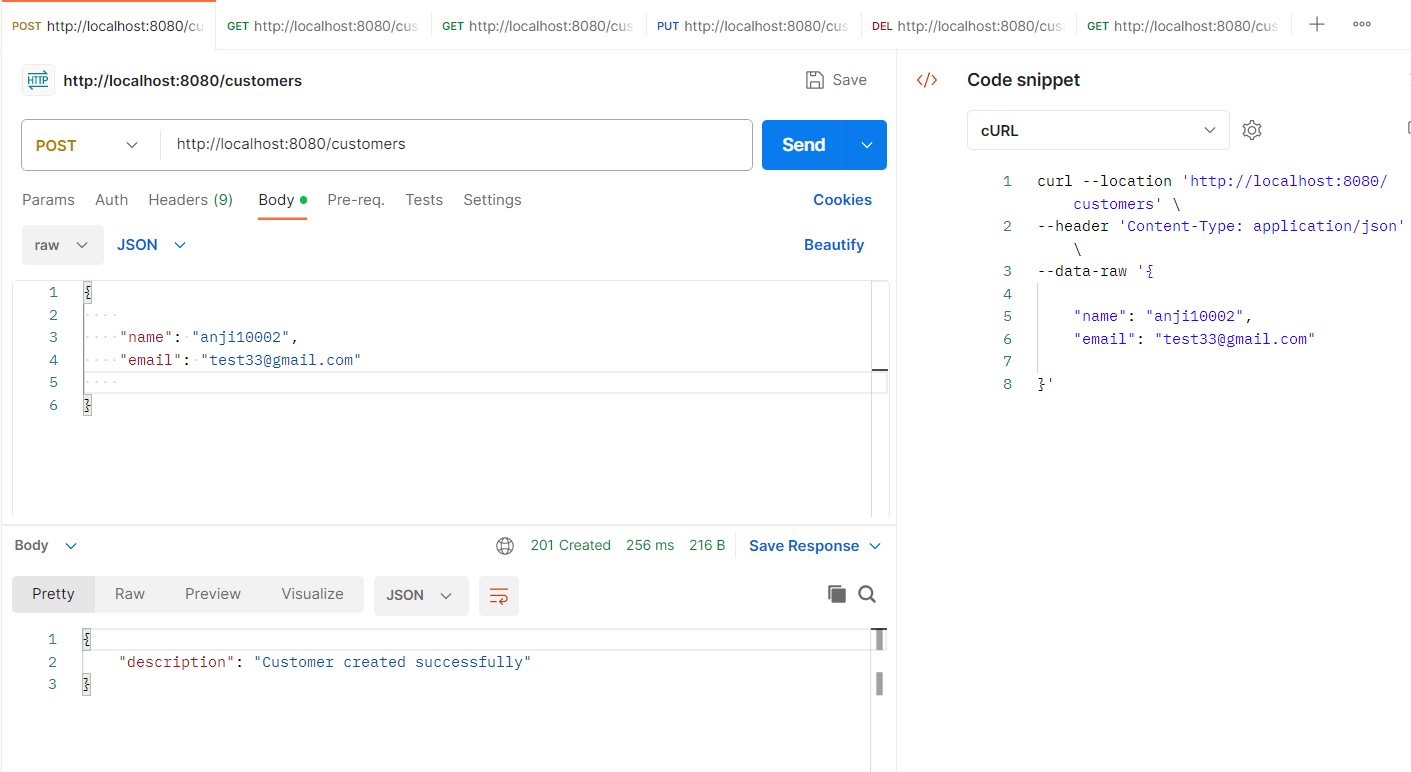 POST http://localhost:8080/cu GET http://localhost:8080/cus GET http://localhost:8080/cus PUT http://localhost:8080/cus DEL http://localhost:8080/cus GET http://localhost:8080/cus
HTTP http://localhost:8080/customers Save
POST http://localhost:8080/customers Send
Params Auth Headers (9) Body Pre-req. Tests Settings Cookies
raw JSON Beautify
1 {
2
3 "name": "anji10002",
4 "email": "test33@gmail.com"
5
6 }
Body 201 Created 256 ms 216 B Save Response
Pretty Raw Preview Visualize JSON
1 {
2 "description": "Customer created successfully"
3 }
</> Code snippet
cURL
1 curl --location 'http://localhost:8080/
customers' \
2 --header 'Content-Type: application/json'
\
3 --data-raw '{
4
5 "name": "anji10002",
6 "email": "test33@gmail.com"
7
8 }'